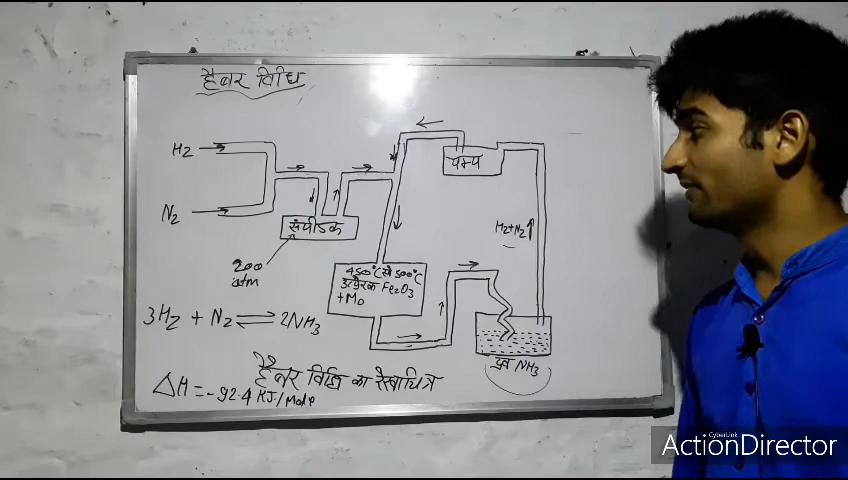 हैबर विधि
H2
N2
संपीडक
200
atm
पम्प
H2+N2
450°C से 500°C
उत्प्रेरक Fe2O3
+Mo
3H2 + N2 ⇌ 2NH3
द्रव NH3
हैबर विधि का रेखाचित्र
ΔH = -92.4 KJ/Mole
CyberLink
ActionDirector